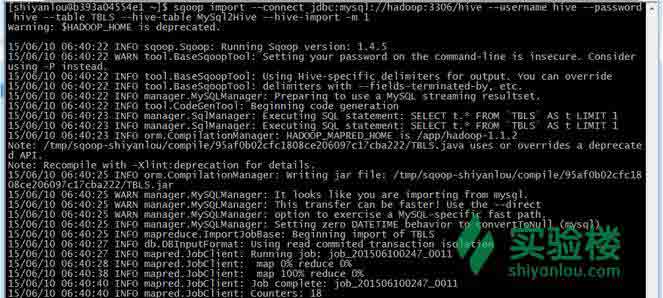 [shiyanlou@b393a04554e1 ~]$ sqoop import --connect jdbc:mysql://hadoop:3306/hive --username hive --password
hive --table TBLS --hive-table MySql2Hive --hive-import -m 1
Warning: $HADOOP_HOME is deprecated.
15/06/10 06:40:22 INFO sqoop.Sqoop: Running Sqoop version: 1.4.5
15/06/10 06:40:22 WARN tool.BaseSqoopTool: Setting your password on the command-line is insecure. Consider
using -P instead.
15/06/10 06:40:22 INFO tool.BaseSqoopTool: Using Hive-specific delimiters for output. You can override
15/06/10 06:40:22 INFO tool.BaseSqoopTool: delimiters with --fields-terminated-by, etc.
15/06/10 06:40:22 INFO manager.MySQLManager: Preparing to use a MySQL streaming resultset.
15/06/10 06:40:22 INFO tool.CodeGenTool: Beginning code generation
15/06/10 06:40:23 INFO manager.SqlManager: Executing SQL statement: SELECT t.* FROM `TBLS` AS t LIMIT 1
15/06/10 06:40:23 INFO manager.SqlManager: Executing SQL statement: SELECT t.* FROM `TBLS` AS t LIMIT 1
15/06/10 06:40:23 INFO orm.CompilationManager: HADOOP_MAPRED_HOME is /app/hadoop-1.1.2
Note: /tmp/sqoop-shiyanlou/compile/95af0b02cfc1808ce206097c17cba222/TBLS.java uses or overrides a deprecate
d API.
Note: Recompile with -Xlint:deprecation for details.
15/06/10 06:40:25 INFO orm.CompilationManager: Writing jar file: /tmp/sqoop-shiyanlou/compile/95af0b02cfc18
08ce206097c17cba222/TBLS.jar
15/06/10 06:40:25 WARN manager.MySQLManager: It looks like you are importing from mysql.
15/06/10 06:40:25 WARN manager.MySQLManager: This transfer can be faster! Use the --direct
15/06/10 06:40:25 WARN manager.MySQLManager: option to exercise a MySQL-specific fast path.
15/06/10 06:40:25 INFO manager.MySQLManager: Setting zero DATETIME behavior to convertToNull (mysql)
15/06/10 06:40:25 INFO mapreduce.ImportJobBase: Beginning import of TBLS
15/06/10 06:40:27 INFO db.DBInputFormat: Using read commited transaction isolation
15/06/10 06:40:27 INFO mapred.JobClient: Running job: job_201506100247_0011
15/06/10 06:40:28 INFO mapred.JobClient:  map 0% reduce 0%
15/06/10 06:40:38 INFO mapred.JobClient:  map 100% reduce 0%
15/06/10 06:40:40 INFO mapred.JobClient: Job complete: job_201506100247_0011
15/06/10 06:40:40 INFO mapred.JobClient: Counters: 18
实验楼
shiyanlou.com